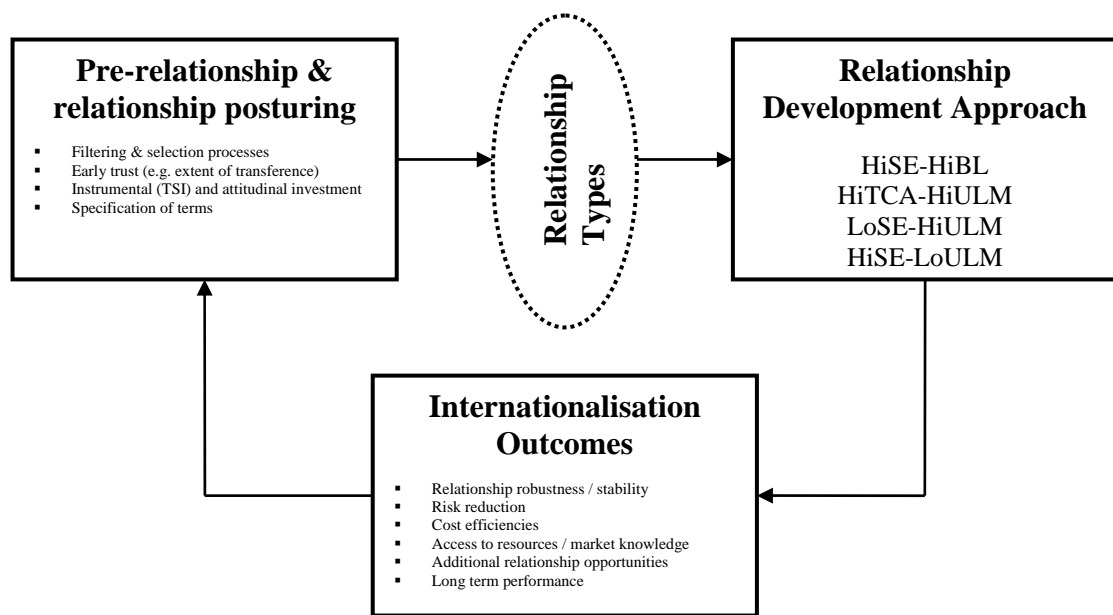 Pre-relationship &
relationship posturing
▪ Filtering & selection processes
▪ Early trust (e.g. extent of transference)
▪ Instrumental (TSI) and attitudinal investment
▪ Specification of terms
Relationship
Types
Relationship
Development Approach
HiSE-HiBL
HiTCA-HiULM
LoSE-HiULM
HiSE-LoULM
Internationalisation
Outcomes
▪ Relationship robustness / stability
▪ Risk reduction
▪ Cost efficiencies
▪ Access to resources / market knowledge
▪ Additional relationship opportunities
▪ Long term performance